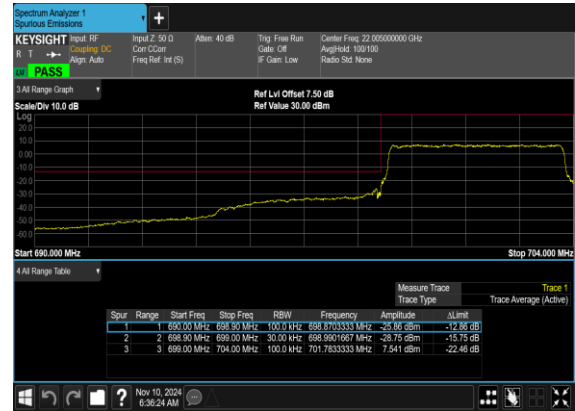 Spectrum Analyzer 1
Spurious Emissions
KEYSIGHT
R T
Input: RF
Coupling: DC
Align: Auto
Input Z: 50 Ω
Corr CCorr
Freq Ref: Int (S)
Atten: 40 dB
Trig: Free Run
Gate: Off
IF Gain: Low
Center Freq: 22.005000000 GHz
Avg|Hold: 100/100
Radio Std: None
PASS
3 All Range Graph
Scale/Div 10.0 dB
Ref Lvl Offset 7.50 dB
Ref Value 30.00 dBm
Log
20.0
10.0
0.00
-10.0
-20.0
-30.0
-40.0
-50.0
-60.0
Start 690.000 MHz
Stop 704.000 MHz
4 All Range Table
Measure Trace Trace 1
Trace Type Trace Average (Active)
Spur Range Start Freq Stop Freq RBW Frequency Amplitude ΔLimit
1 1 690.00 MHz 698.90 MHz 100.0 kHz 698.8703333 MHz -25.86 dBm -12.86 dB
2 2 698.90 MHz 699.00 MHz 30.00 kHz 698.9901667 MHz -28.75 dBm -15.75 dB
3 3 699.00 MHz 704.00 MHz 100.0 kHz 701.7833333 MHz 7.541 dBm -22.46 dB
?
Nov 10, 2024
6:36:24 AM